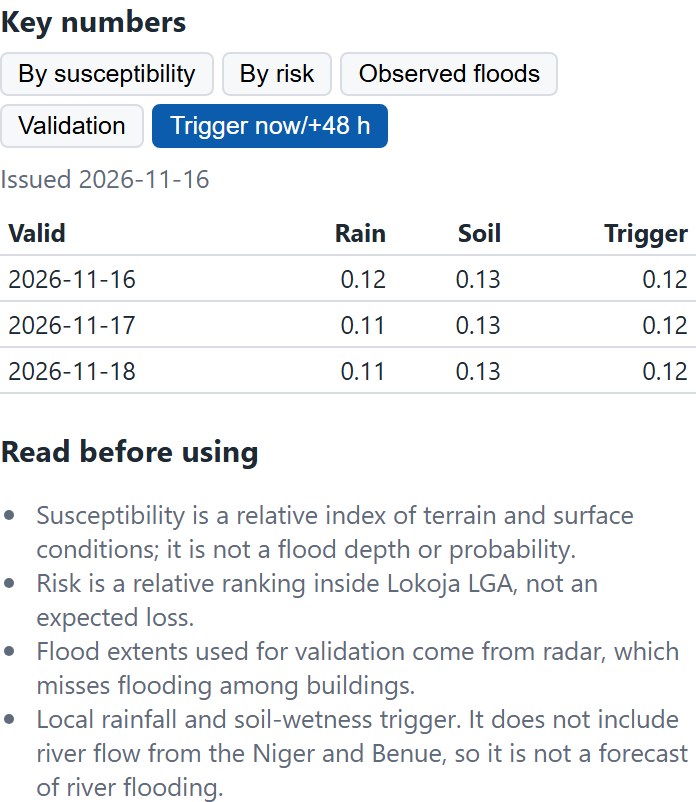 Key numbers
By susceptibility By risk Observed floods
Validation Trigger now/+48 h
Issued 2026-11-16
Valid Rain Soil Trigger
2026-11-16 0.12 0.13 0.12
2026-11-17 0.11 0.13 0.12
2026-11-18 0.11 0.13 0.12
Read before using
• Susceptibility is a relative index of terrain and surface
conditions; it is not a flood depth or probability.
• Risk is a relative ranking inside Lokoja LGA, not an
expected loss.
• Flood extents used for validation come from radar, which
misses flooding among buildings.
• Local rainfall and soil-wetness trigger. It does not include
river flow from the Niger and Benue, so it is not a forecast
of river flooding.